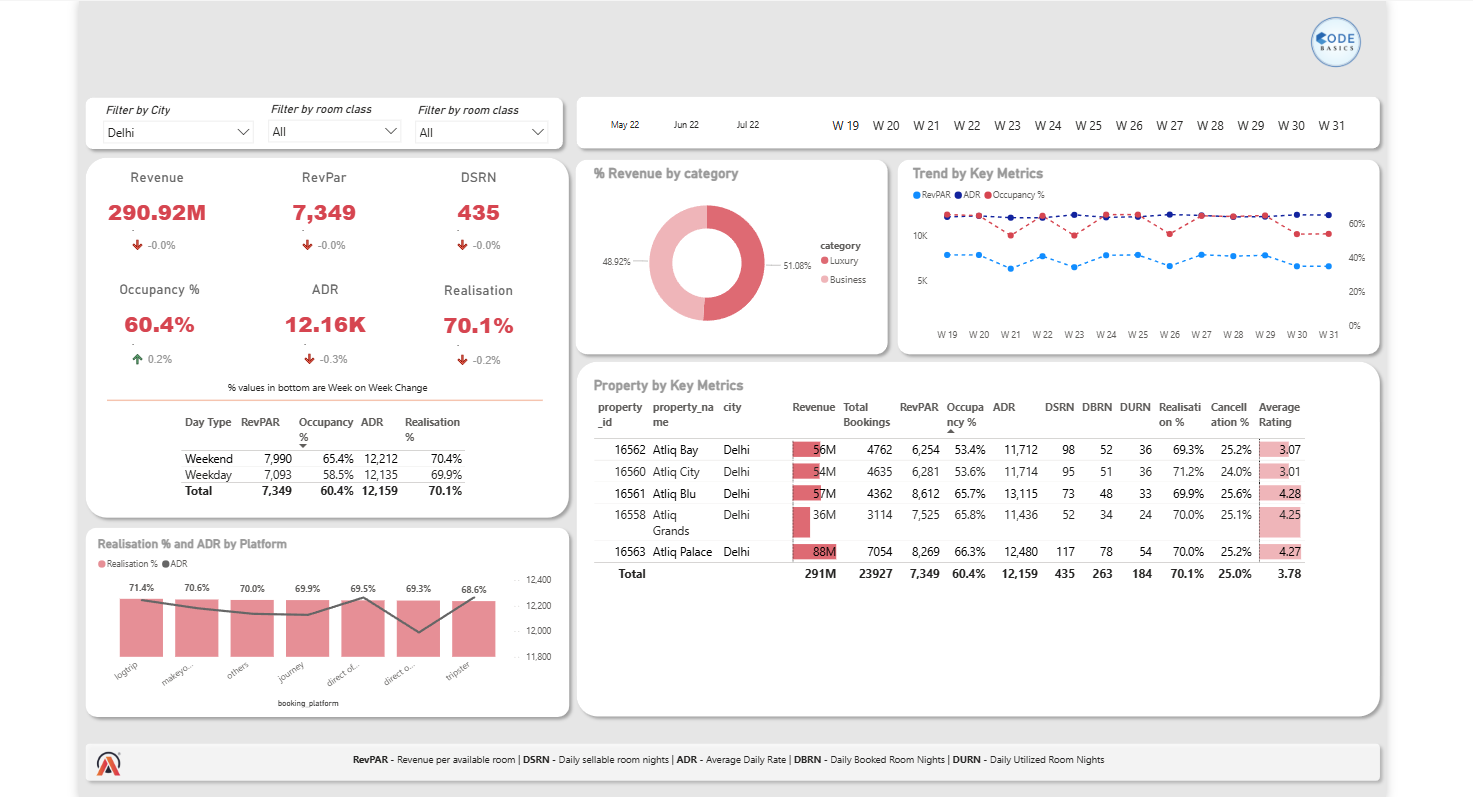 CODE
BASICS
Filter by City
Filter by room class
Filter by room class
Delhi
All
All
May 22
Jun 22
Jul 22
W 19 W 20 W 21 W 22 W 23 W 24 W 25 W 26 W 27 W 28 W 29 W 30 W 31
Revenue
RevPar
DSRN
290.92M
7,349
435
-0.0%
-0.0%
-0.0%
Occupancy %
ADR
Realisation
60.4%
12.16K
70.1%
0.2%
-0.3%
-0.2%
% values in bottom are Week on Week Change
Day Type RevPAR Occupancy % ADR Realisation %
Weekend 7,990 65.4% 12,212 70.4%
Weekday 7,093 58.5% 12,135 69.9%
Total 7,349 60.4% 12,159 70.1%
% Revenue by category
48.92%
51.08%
category
Luxury
Business
Trend by Key Metrics
RevPAR ADR Occupancy %
10K
5K
60%
40%
20%
0%
W 19 W 20 W 21 W 22 W 23 W 24 W 25 W 26 W 27 W 28 W 29 W 30 W 31
Realisation % and ADR by Platform
Realisation % ADR
71.4% 70.6% 70.0% 69.9% 69.5% 69.3% 68.6%
12,400
12,200
12,000
11,800
logtrip makeyo... others journey direct of... direct o... tripster
booking_platform
Property by Key Metrics
property_id property_name city Revenue Total Bookings RevPAR Occupancy % ADR DSRN DBRN DURN Realisation % Cancellation % Average Rating
16562 Atliq Bay Delhi 56M 4762 6,254 53.4% 11,712 98 52 36 69.3% 25.2% 3.07
16560 Atliq City Delhi 54M 4635 6,281 53.6% 11,714 95 51 36 71.2% 24.0% 3.01
16561 Atliq Blu Delhi 57M 4362 8,612 65.7% 13,115 73 48 33 69.9% 25.6% 4.28
16558 Atliq Grands Delhi 36M 3114 7,525 65.8% 11,436 52 34 24 70.0% 25.1% 4.25
16563 Atliq Palace Delhi 88M 7054 8,269 66.3% 12,480 117 78 54 70.0% 25.2% 4.27
Total 291M 23927 7,349 60.4% 12,159 435 263 184 70.1% 25.0% 3.78
RevPAR - Revenue per available room | DSRN - Daily sellable room nights | ADR - Average Daily Rate | DBRN - Daily Booked Room Nights | DURN - Daily Utilized Room Nights